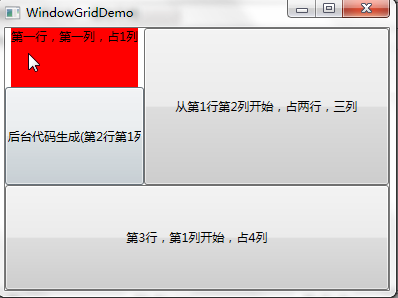 WindowGridDemo
第一行，第一列，占1列
从第1行第2列开始，占两行，三列
后台代码生成(第2行第1列
第3行，第1列开始，占4列